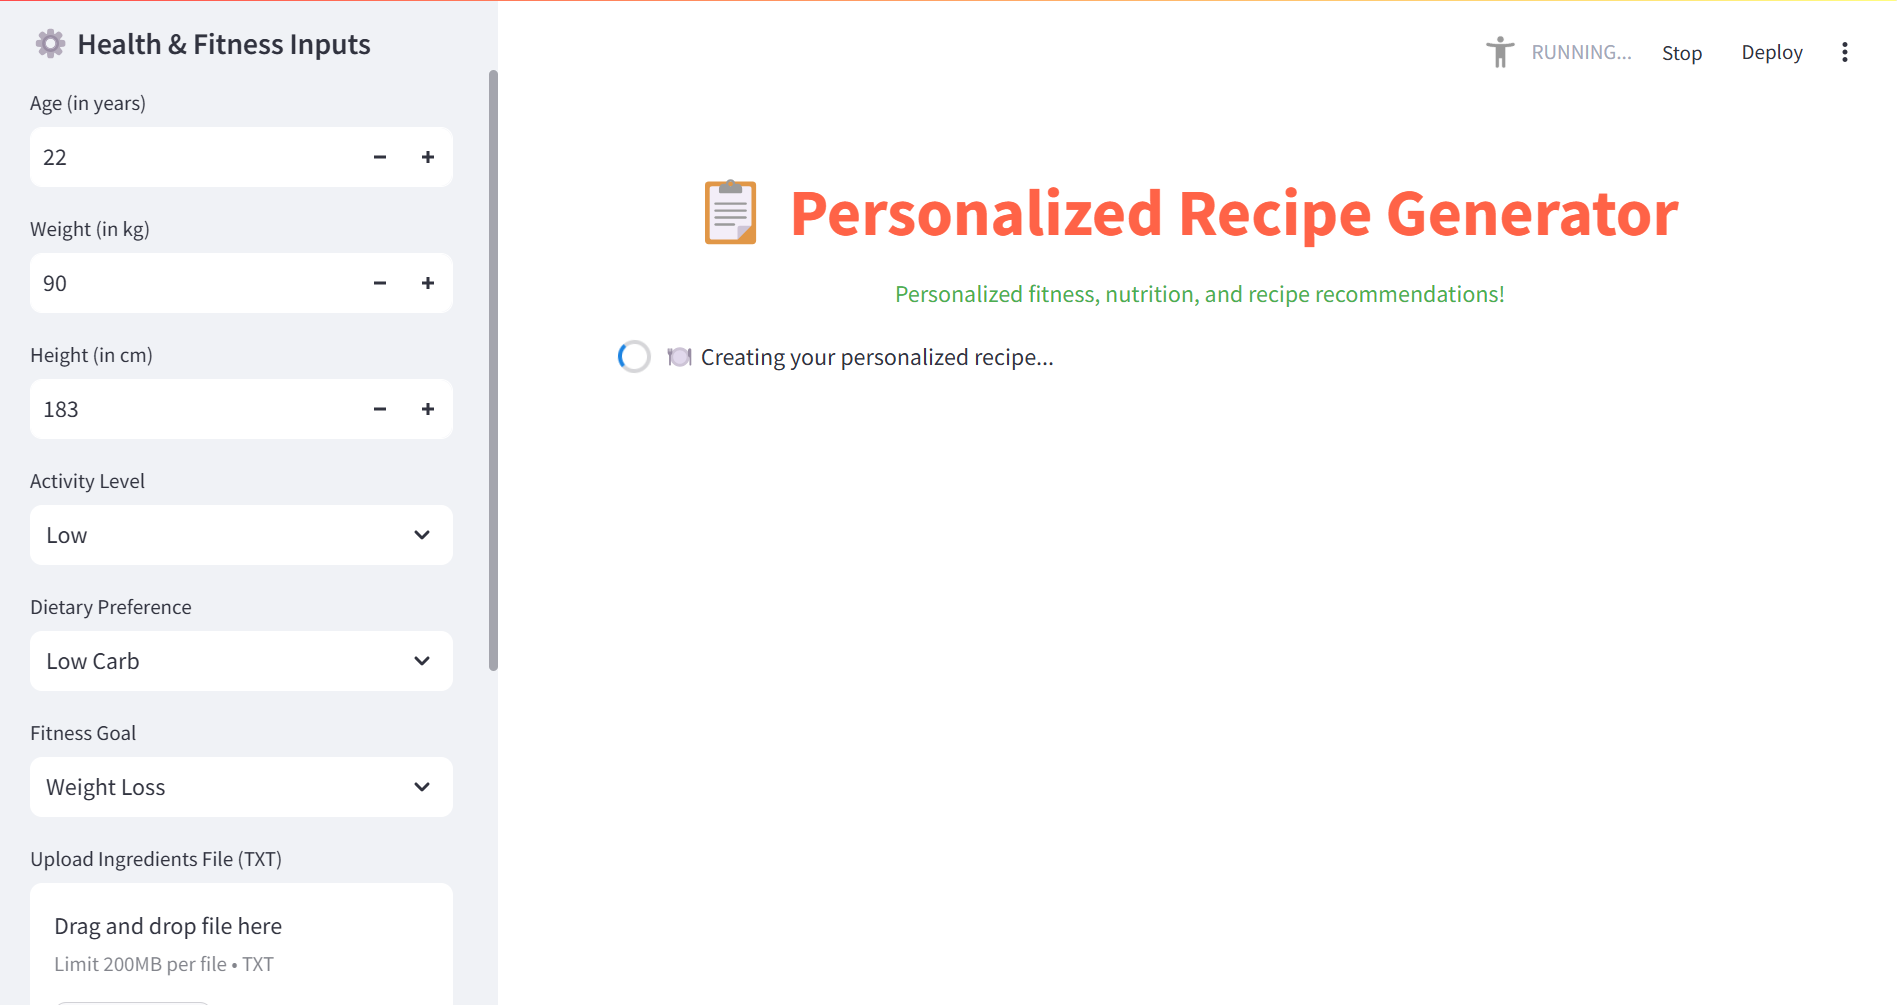 Health & Fitness Inputs
Age (in years)
22
Weight (in kg)
90
Height (in cm)
183
Activity Level
Low
Dietary Preference
Low Carb
Fitness Goal
Weight Loss
Upload Ingredients File (TXT)
Drag and drop file here
Limit 200MB per file • TXT
RUNNING... Stop Deploy
Personalized Recipe Generator
Personalized fitness, nutrition, and recipe recommendations!
Creating your personalized recipe...